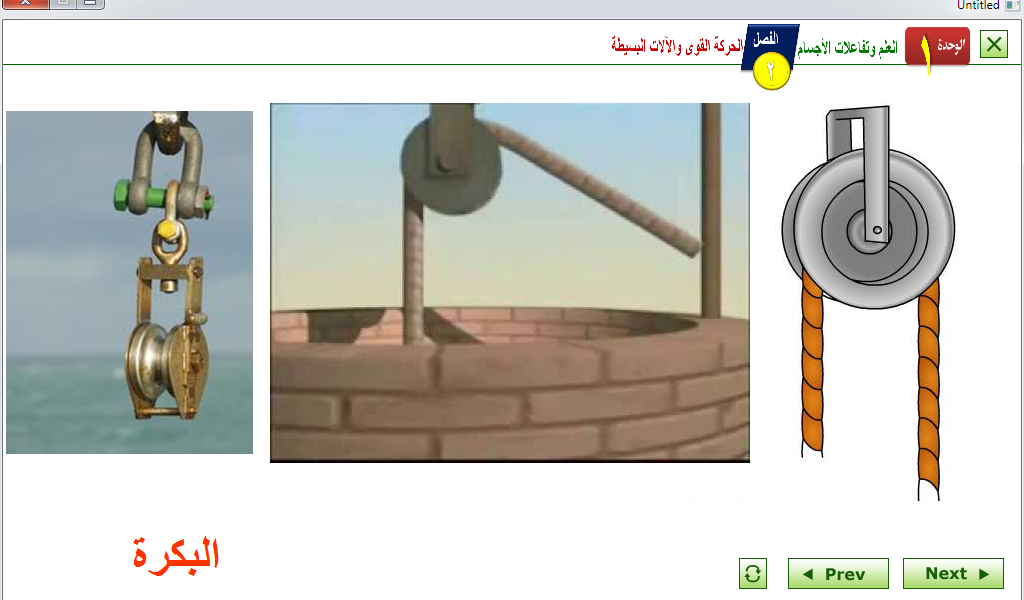 Untitled
الوحدة ١ العلم وتفاعلات الأجسام الفصل ٢ الحركة القوى والآلات البسيطة
البكرة
Prev
Next